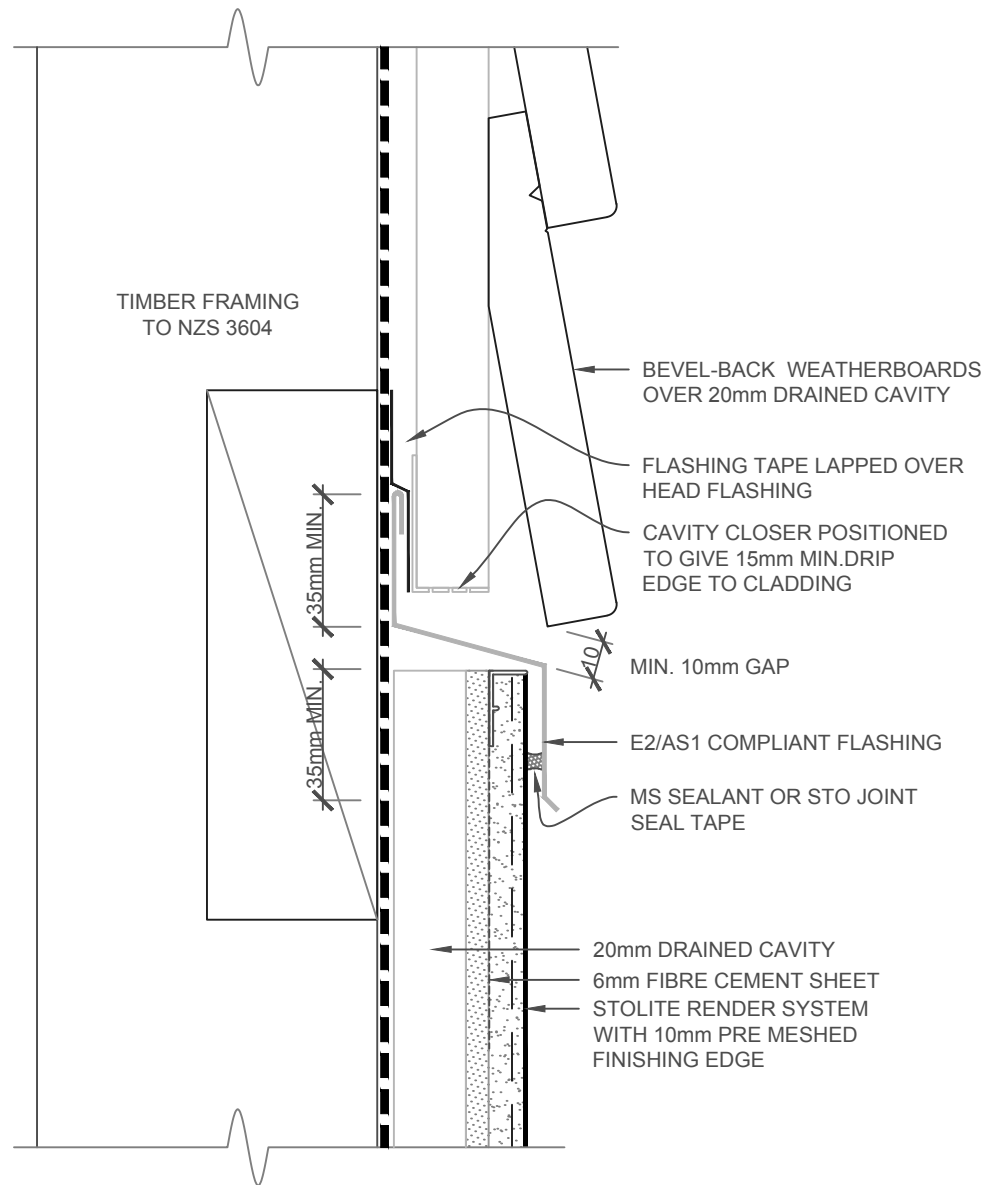 TIMBER FRAMING
TO NZS 3604
BEVEL-BACK WEATHERBOARDS
OVER 20mm DRAINED CAVITY
FLASHING TAPE LAPPED OVER
HEAD FLASHING
CAVITY CLOSER POSITIONED
TO GIVE 15mm MIN.DRIP
EDGE TO CLADDING
35mm MIN.
10
MIN. 10mm GAP
35mm MIN.
E2/AS1 COMPLIANT FLASHING
MS SEALANT OR STO JOINT
SEAL TAPE
20mm DRAINED CAVITY
6mm FIBRE CEMENT SHEET
STOLITE RENDER SYSTEM
WITH 10mm PRE MESHED
FINISHING EDGE